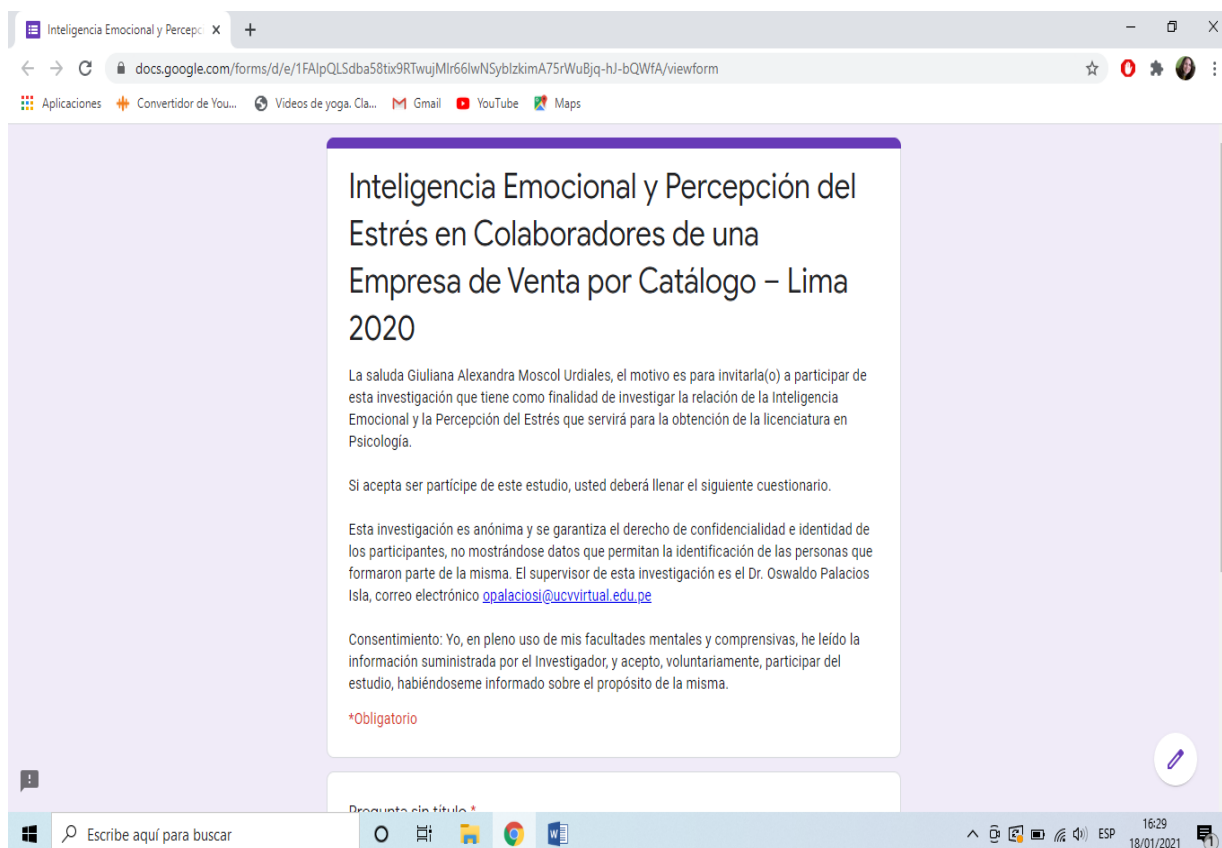 Inteligencia Emocional y Percepc
docs.google.com/forms/d/e/1FAIpQLSdba58tix9RTwujMlr66lwNSyblzkimA75rWuBjq-hJ-bQWfA/viewform
Aplicaciones Convertidor de You... Videos de yoga. Cla... Gmail YouTube Maps
Inteligencia Emocional y Percepción del
Estrés en Colaboradores de una
Empresa de Venta por Catálogo – Lima
2020
La saluda Giuliana Alexandra Moscol Urdiales, el motivo es para invitarla(o) a participar de
esta investigación que tiene como finalidad de investigar la relación de la Inteligencia
Emocional y la Percepción del Estrés que servirá para la obtención de la licenciatura en
Psicología.
Si acepta ser partícipe de este estudio, usted deberá llenar el siguiente cuestionario.
Esta investigación es anónima y se garantiza el derecho de confidencialidad e identidad de
los participantes, no mostrándose datos que permitan la identificación de las personas que
formaron parte de la misma. El supervisor de esta investigación es el Dr. Oswaldo Palacios
Isla, correo electrónico opalaciosi@ucvvirtual.edu.pe
Consentimiento: Yo, en pleno uso de mis facultades mentales y comprensivas, he leído la
información suministrada por el Investigador, y acepto, voluntariamente, participar del
estudio, habiéndoseme informado sobre el propósito de la misma.
*Obligatorio
Pregunta sin título *
Escribe aquí para buscar
ESP
16:29
18/01/2021